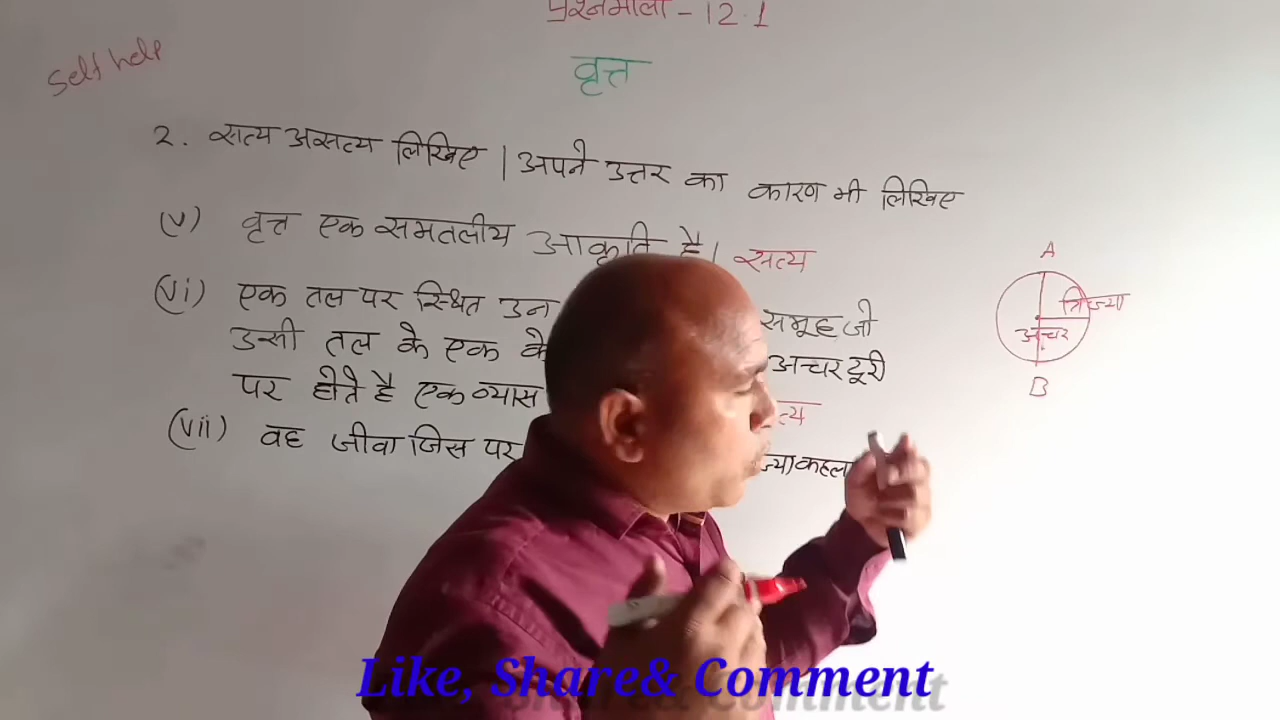 प्रश्नमाला - 12.1
Self help
वृत्त
2. सत्य असत्य लिखिए | अपने उत्तर का कारण भी लिखिए
(v) वृत्त एक समतलीय आकृति है| सत्य
(vi) एक तल पर स्थित उन समूह जो
उसी तल के एक के अचर दूरी
पर होते है एक व्यास त्य
(vii) वह जीवा जिस पर ज्या कहला
A
त्रिज्या
अचर
B
Like, Share& Comment